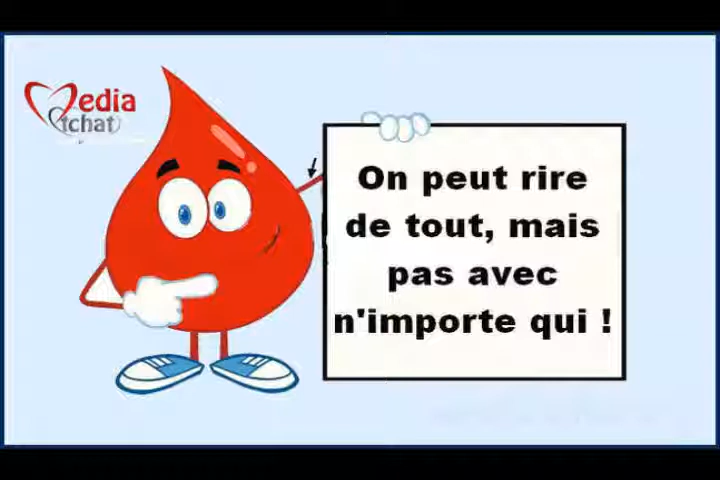 Media
tchat
On peut rire
de tout, mais
pas avec
n'importe qui !